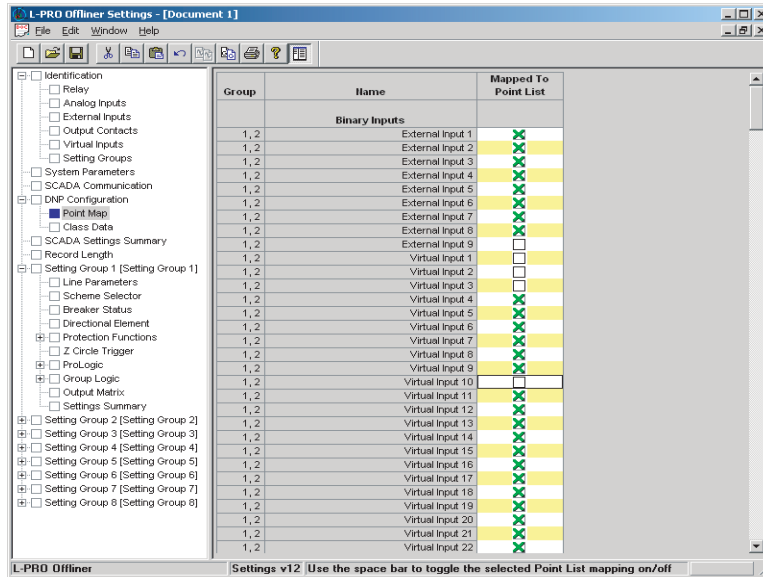 L-PRO Offliner Settings - [Document 1]
File Edit Window Help
Identification
Relay
Analog Inputs
External Inputs
Output Contacts
Virtual Inputs
Setting Groups
System Parameters
SCADA Communication
DNP Configuration
Point Map
Class Data
SCADA Settings Summary
Record Length
Setting Group 1 [Setting Group 1]
Line Parameters
Scheme Selector
Breaker Status
Directional Element
Protection Functions
Z Circle Trigger
ProLogic
Group Logic
Output Matrix
Settings Summary
Setting Group 2 [Setting Group 2]
Setting Group 3 [Setting Group 3]
Setting Group 4 [Setting Group 4]
Setting Group 5 [Setting Group 5]
Setting Group 6 [Setting Group 6]
Setting Group 7 [Setting Group 7]
Setting Group 8 [Setting Group 8]
Group Name Mapped To Point List
Binary Inputs
1, 2 External Input 1
1, 2 External Input 2
1, 2 External Input 3
1, 2 External Input 4
1, 2 External Input 5
1, 2 External Input 6
1, 2 External Input 7
1, 2 External Input 8
1, 2 External Input 9
1, 2 Virtual Input 1
1, 2 Virtual Input 2
1, 2 Virtual Input 3
1, 2 Virtual Input 4
1, 2 Virtual Input 5
1, 2 Virtual Input 6
1, 2 Virtual Input 7
1, 2 Virtual Input 8
1, 2 Virtual Input 9
1, 2 Virtual Input 10
1, 2 Virtual Input 11
1, 2 Virtual Input 12
1, 2 Virtual Input 13
1, 2 Virtual Input 14
1, 2 Virtual Input 15
1, 2 Virtual Input 16
1, 2 Virtual Input 17
1, 2 Virtual Input 18
1, 2 Virtual Input 19
1, 2 Virtual Input 20
1, 2 Virtual Input 21
1, 2 Virtual Input 22
L-PRO Offliner Settings v12 Use the space bar to toggle the selected Point List mapping on/off